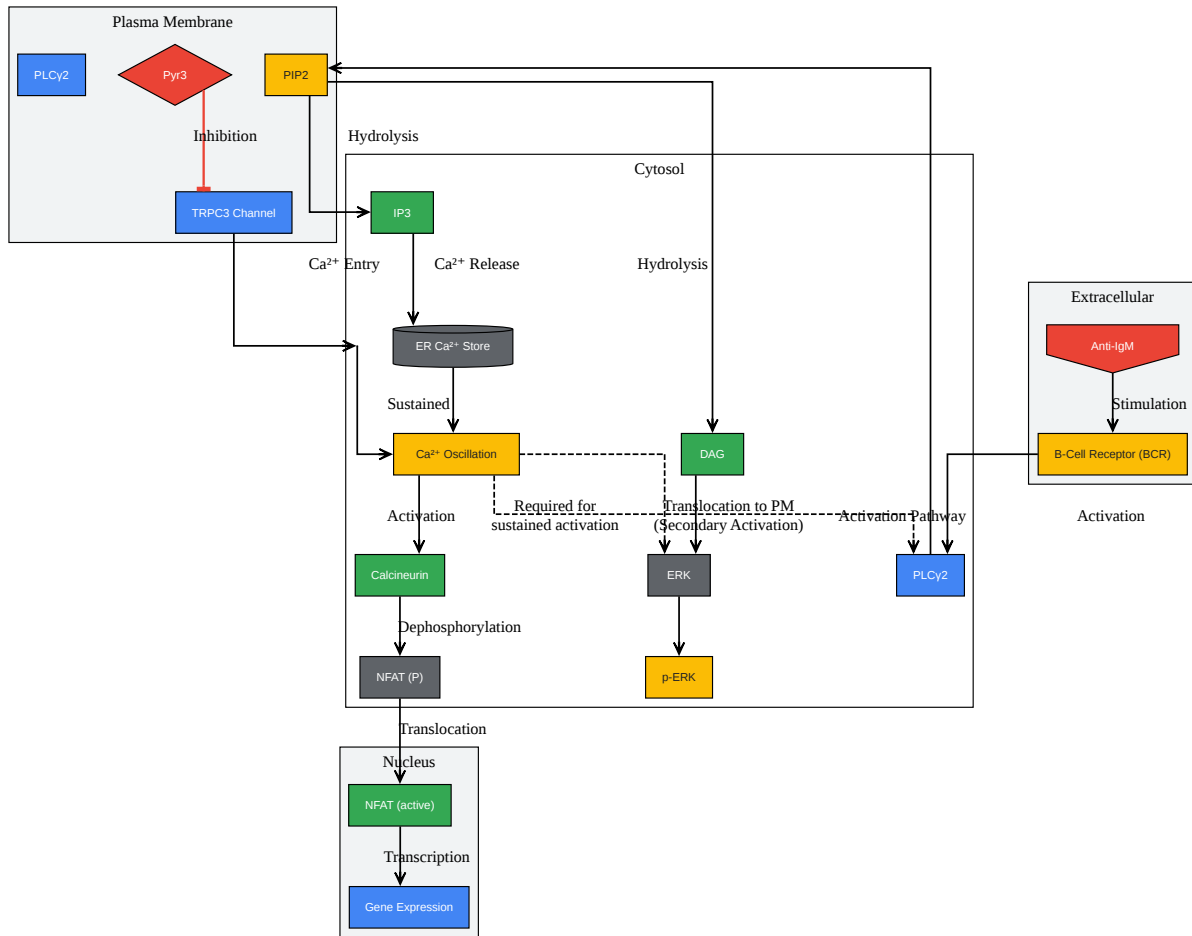 Plasma Membrane
PLCγ2
Pyr3
PIP2
Inhibition
Hydrolysis
Cytosol
TRPC3 Channel
IP3
Ca²⁺ Entry
Ca²⁺ Release
Hydrolysis
Extracellular
ER Ca²⁺ Store
Anti-IgM
Sustained
Stimulation
Ca²⁺ Oscillation
DAG
B-Cell Receptor (BCR)
Activation
Required for
sustained activation
Translocation to PM
(Secondary Activation)
Activation Pathway
Activation
Calcineurin
ERK
PLCγ2
Dephosphorylation
NFAT (P)
p-ERK
Translocation
Nucleus
NFAT (active)
Transcription
Gene Expression